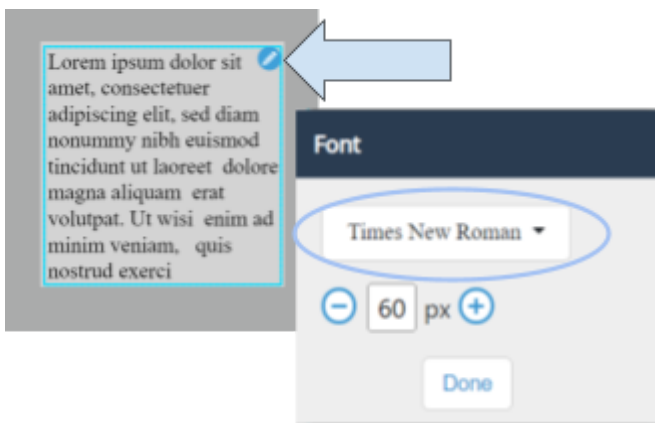 Lorem ipsum dolor sit
amet, consectetuer
adipiscing elit, sed diam
nonummy nibh euismod
tincidunt ut laoreet  dolore
magna aliquam  erat
volutpat. Ut wisi  enim ad
minim veniam,   quis
nostrud exerci
Font
Times New Roman
60 px
Done